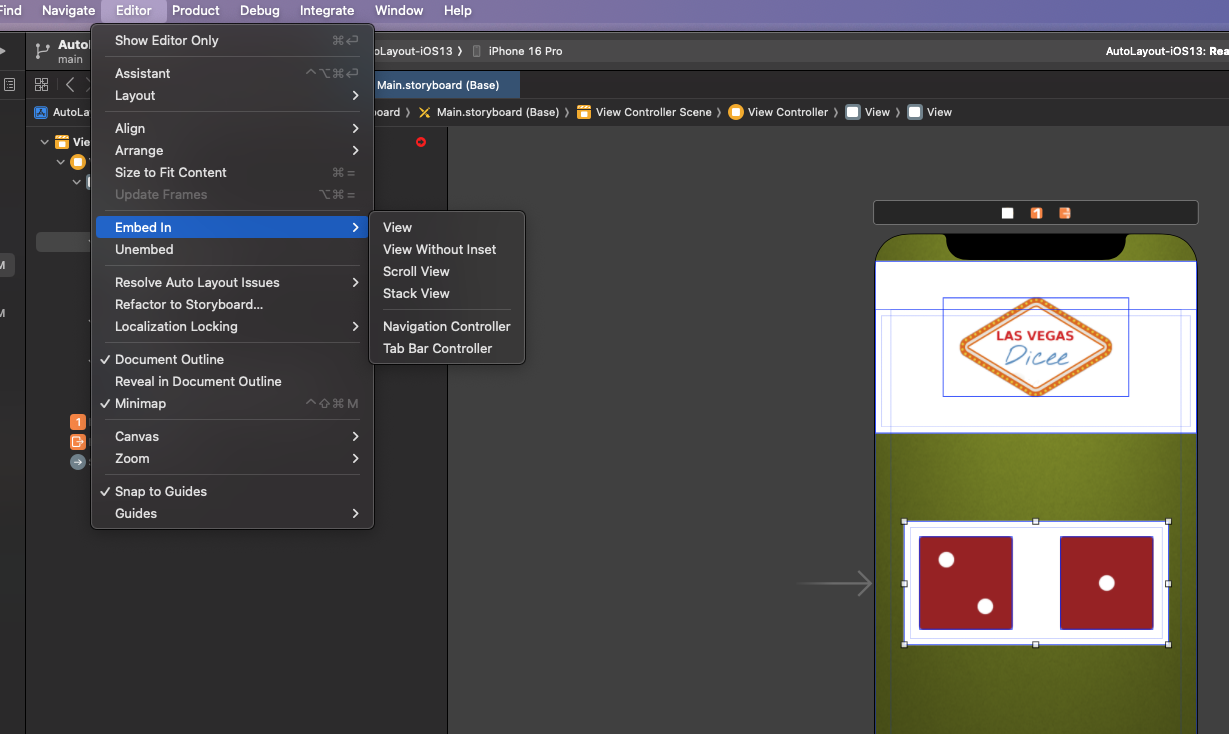 Find Navigate Editor Product Debug Integrate Window Help
main
oLayout-iOS13 iPhone 16 Pro
AutoLayout-iOS13: Rea
Main.storyboard (Base)
AutoLa
oard Main.storyboard (Base) View Controller Scene View Controller View View
Vie
Show Editor Only ⌘↩
Assistant ⌃⌥⌘↩
Layout
Align
Arrange
Size to Fit Content ⌘=
Update Frames ⌥⌘=
Embed In
Unembed
Resolve Auto Layout Issues
Refactor to Storyboard...
Localization Locking
✓ Document Outline
Reveal in Document Outline
✓ Minimap ⌃⇧⌘M
Canvas
Zoom
✓ Snap to Guides
Guides
View
View Without Inset
Scroll View
Stack View
Navigation Controller
Tab Bar Controller
M
M
1
1
LAS VEGAS
Dicee